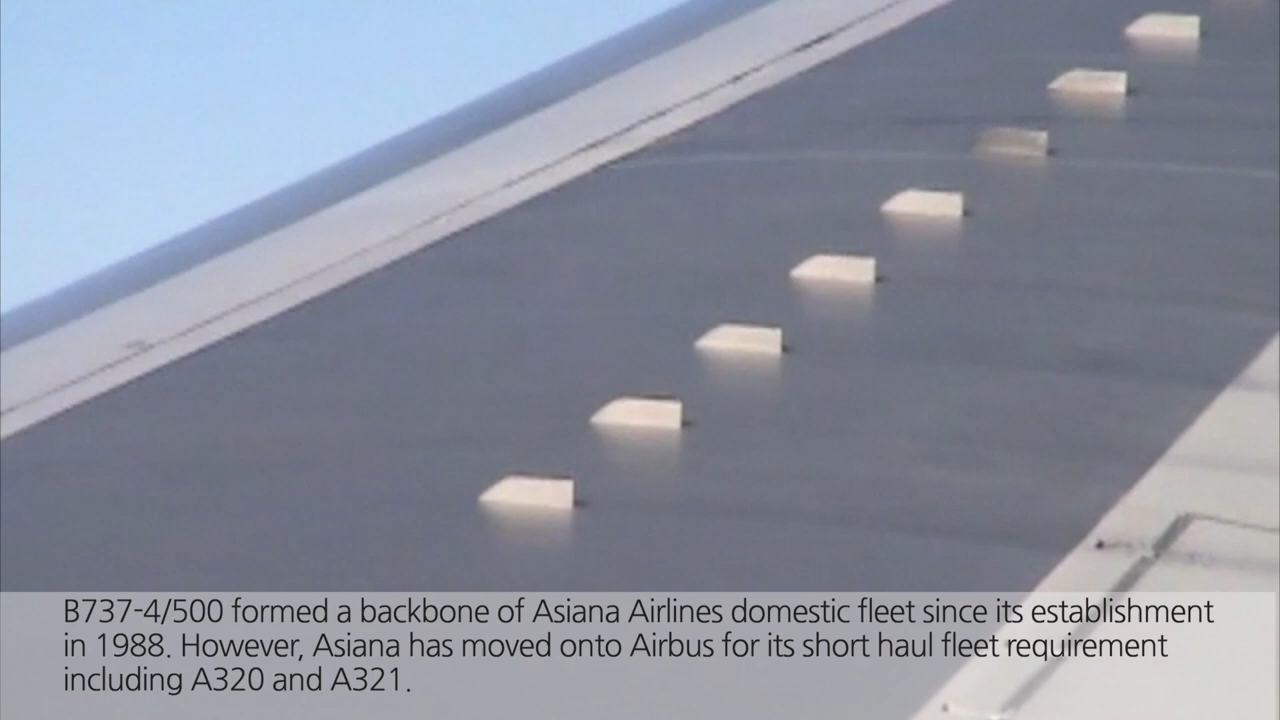 B737-4/500 formed a backbone of Asiana Airlines domestic fleet since its establishment
in 1988. However, Asiana has moved onto Airbus for its short haul fleet requirement
including A320 and A321.